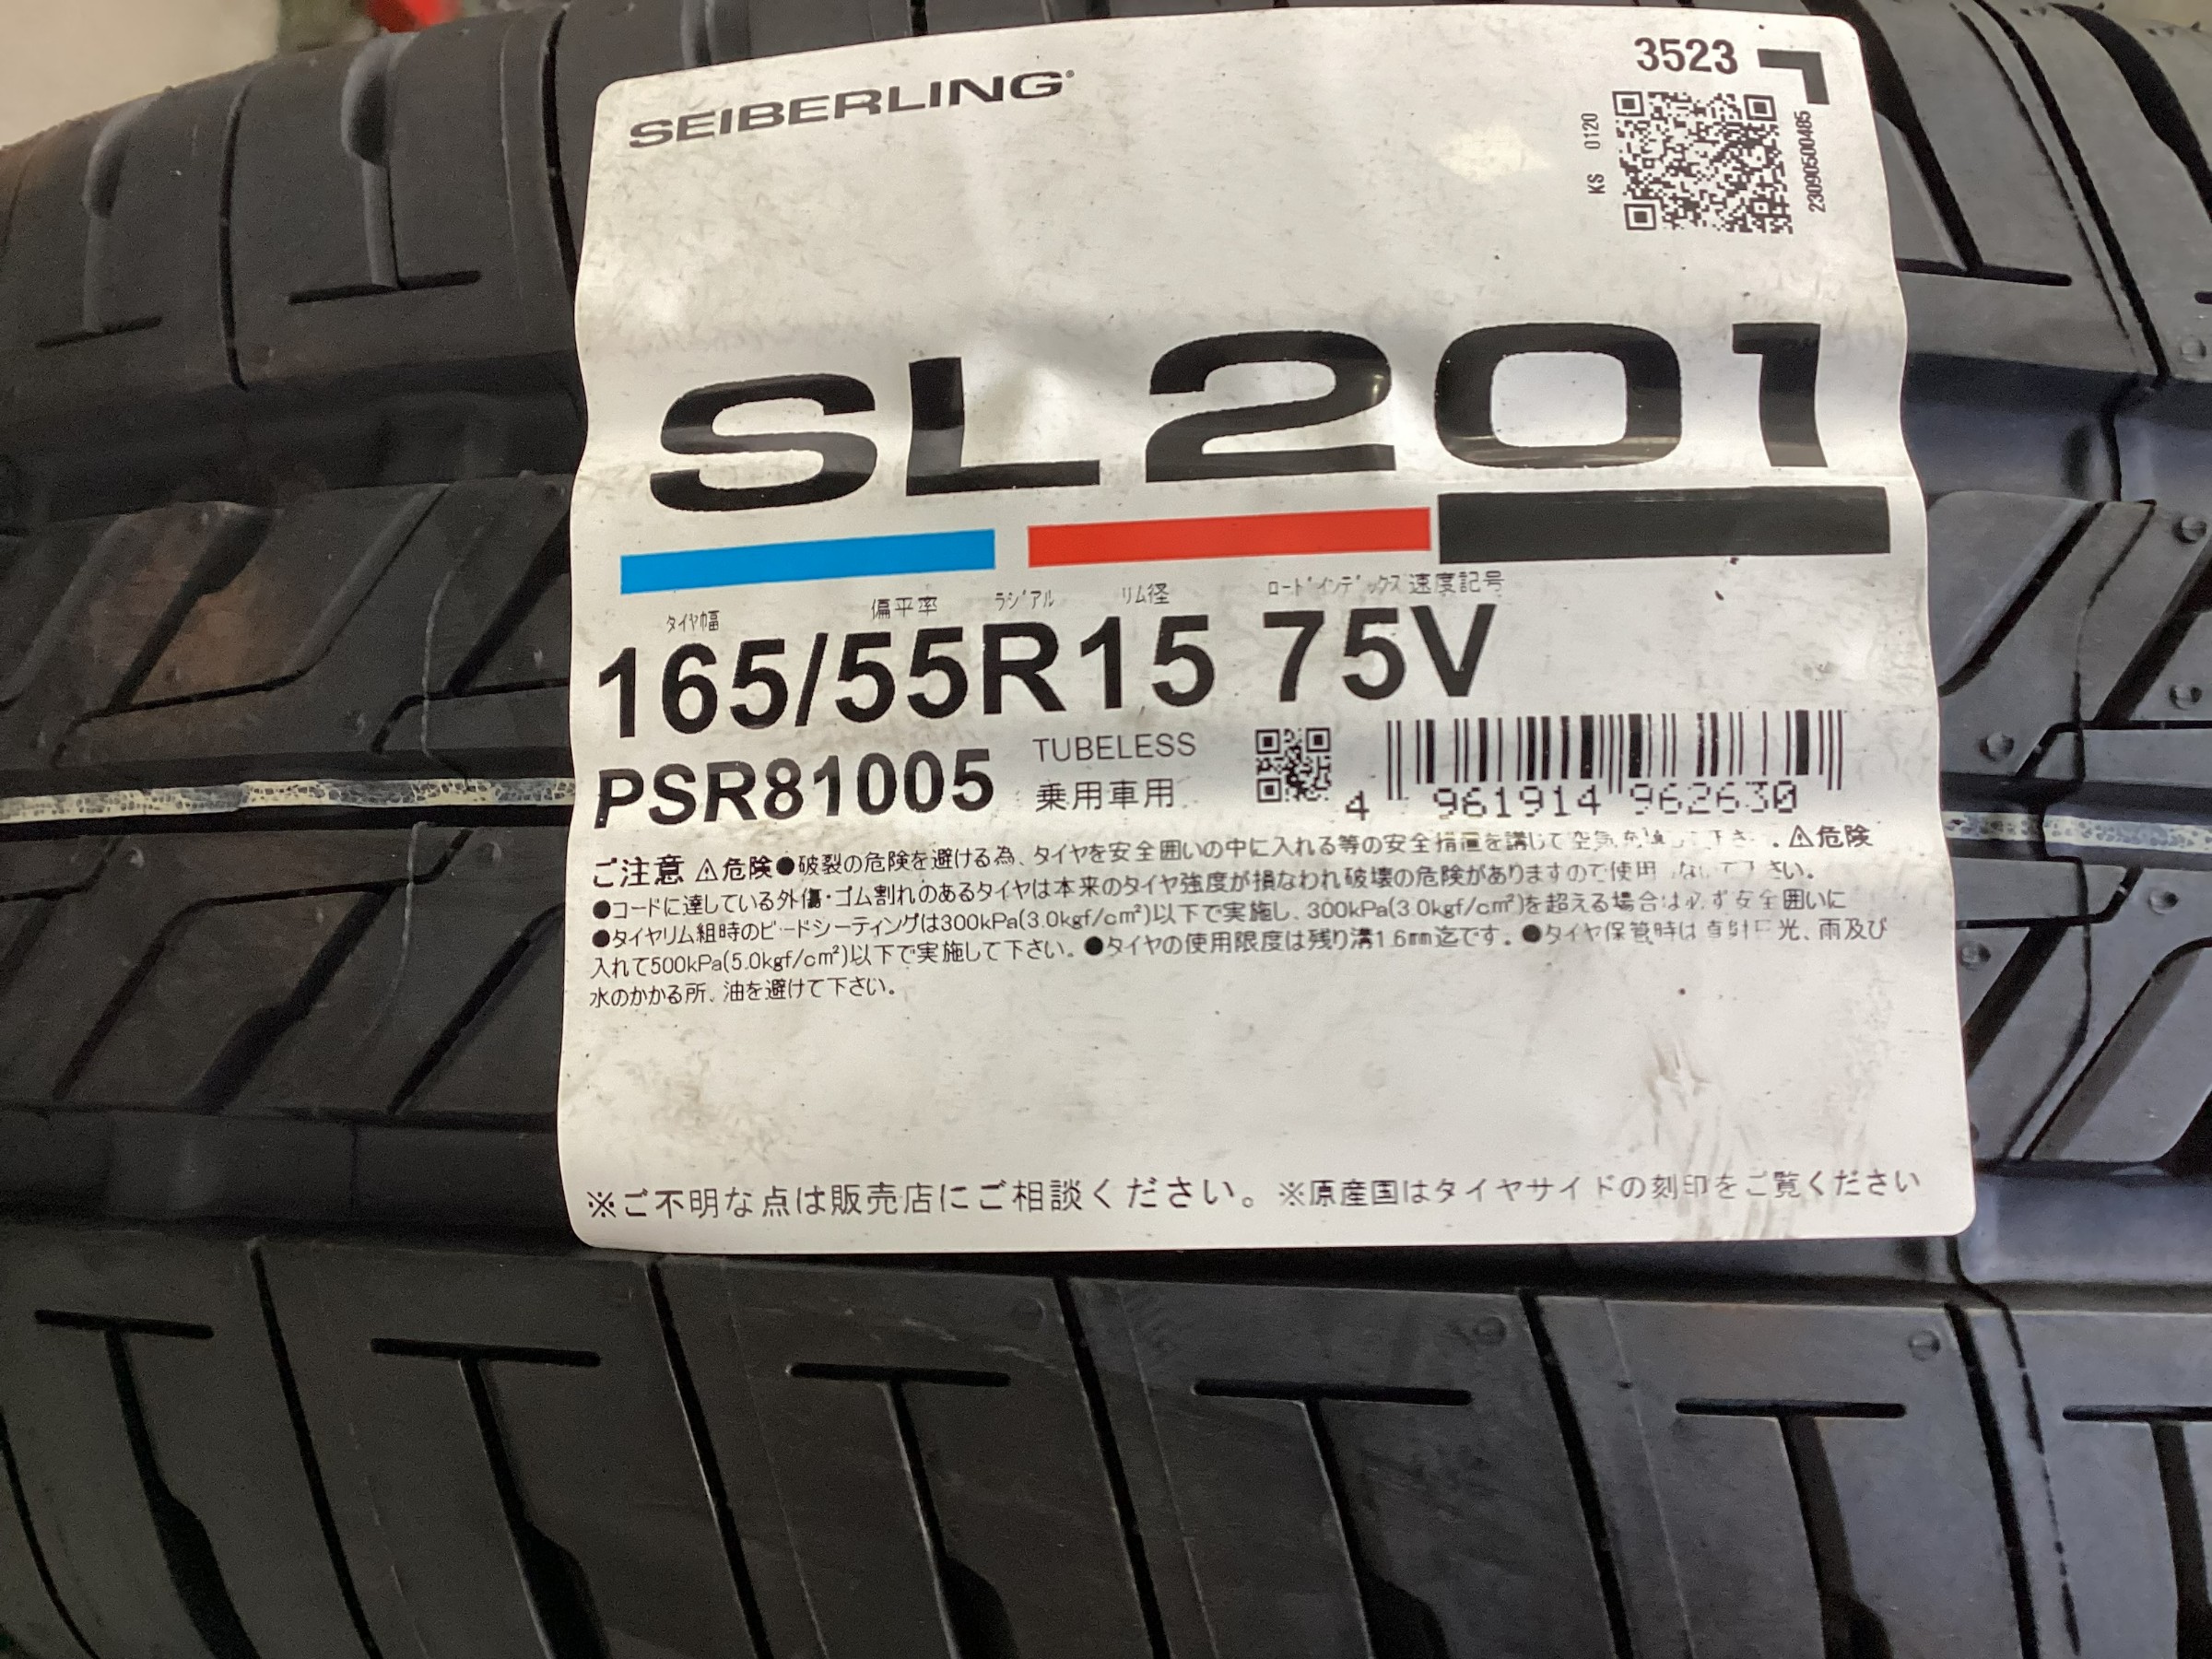 SEIBERLING
3523
KS 0120
23090500485
SL201
タイヤ幅 偏平率 ラジアル リム径 ロードインデックス 速度記号
165/55R15 75V
PSR81005
TUBELESS
乗用車用
4 961914 962630
ご注意 ⚠危険●破裂の危険を避ける為、タイヤを安全囲いの中に入れる等の安全措置を講じて空気を 下さ ⚠危険
●コードに達している外傷・ゴム割れのあるタイヤは本来のタイヤ強度が損なわれ破壊の危険がありますので使用 ないで下さい。
●タイヤリム組時のビードシーティングは300kPa(3.0kgf/c㎡)以下で実施し、300kPa(3.0kgf/c㎡)を超える場合は必ず安全囲いに
入れて500kPa(5.0kgf/c㎡)以下で実施して下さい。●タイヤの使用限度は残り溝1.6mm迄です。●タイヤ保管時は直射日光、雨及び
水のかかる所、油を避けて下さい。
※ご不明な点は販売店にご相談ください。※原産国はタイヤサイドの刻印をご覧ください